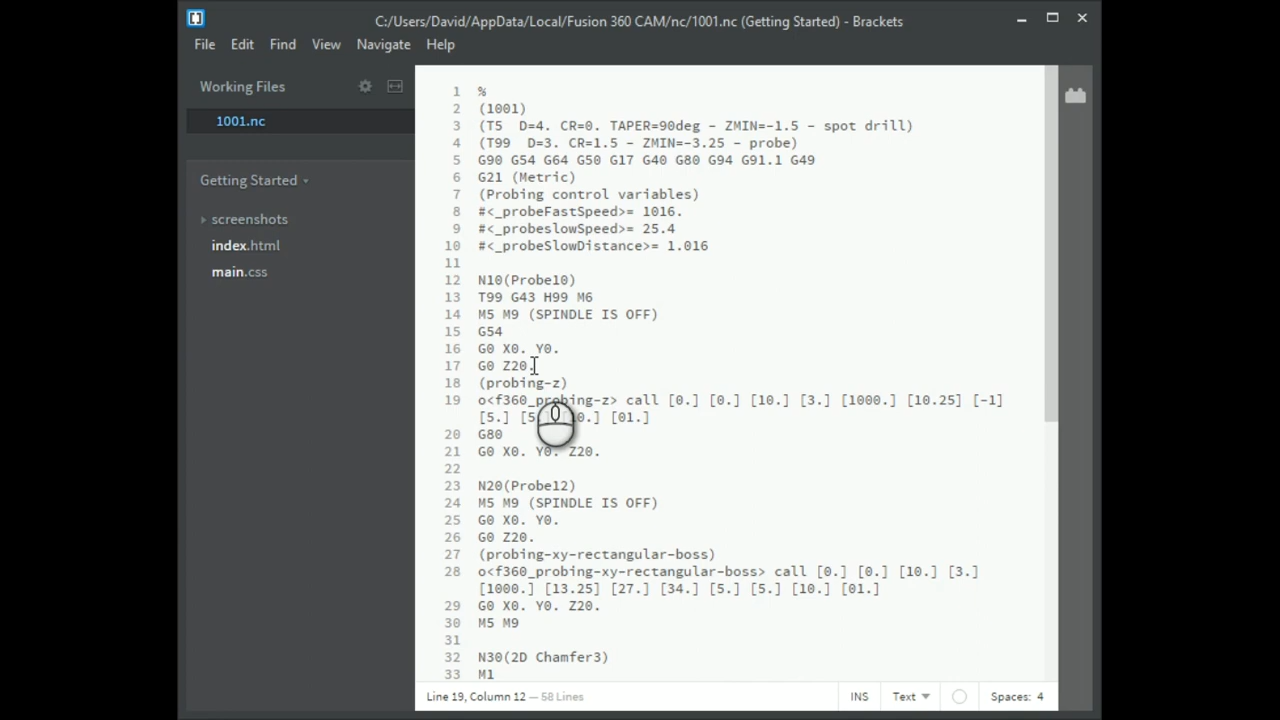 C:/Users/David/AppData/Local/Fusion 360 CAM/nc/1001.nc (Getting Started) - Brackets
File Edit Find View Navigate Help
Working Files
1001.nc
Getting Started
screenshots
index.html
main.css
1 %
2 (1001)
3 (T5  D=4. CR=0. TAPER=90deg - ZMIN=-1.5 - spot drill)
4 (T99  D=3. CR=1.5 - ZMIN=-3.25 - probe)
5 G90 G54 G64 G50 G17 G40 G80 G94 G91.1 G49
6 G21 (Metric)
7 (Probing control variables)
8 #<_probeFastSpeed>= 1016.
9 #<_probeslowSpeed>= 25.4
10 #<_probeSlowDistance>= 1.016
11
12 N10(Probe10)
13 T99 G43 H99 M6
14 M5 M9 (SPINDLE IS OFF)
15 G54
16 G0 X0. Y0.
17 G0 Z20.
18 (probing-z)
19 o<f360_probing-z> call [0.] [0.] [10.] [3.] [1000.] [10.25] [-1]
[5.] [5 0.] [01.]
20 G80
21 G0 X0. Y0. Z20.
22
23 N20(Probe12)
24 M5 M9 (SPINDLE IS OFF)
25 G0 X0. Y0.
26 G0 Z20.
27 (probing-xy-rectangular-boss)
28 o<f360_probing-xy-rectangular-boss> call [0.] [0.] [10.] [3.]
[1000.] [13.25] [27.] [34.] [5.] [5.] [10.] [01.]
29 G0 X0. Y0. Z20.
30 M5 M9
31
32 N30(2D Chamfer3)
33 M1
Line 19, Column 12 — 58 Lines
INS Text Spaces: 4